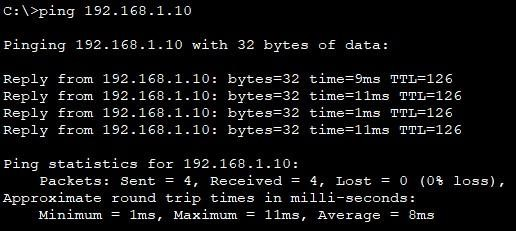 C:\>ping 192.168.1.10
Pinging 192.168.1.10 with 32 bytes of data:
Reply from 192.168.1.10: bytes=32 time=9ms TTL=126
Reply from 192.168.1.10: bytes=32 time=11ms TTL=126
Reply from 192.168.1.10: bytes=32 time=1ms TTL=126
Reply from 192.168.1.10: bytes=32 time=11ms TTL=126
Ping statistics for 192.168.1.10:
    Packets: Sent = 4, Received = 4, Lost = 0 (0% loss),
Approximate round trip times in milli-seconds:
    Minimum = 1ms, Maximum = 11ms, Average = 8ms